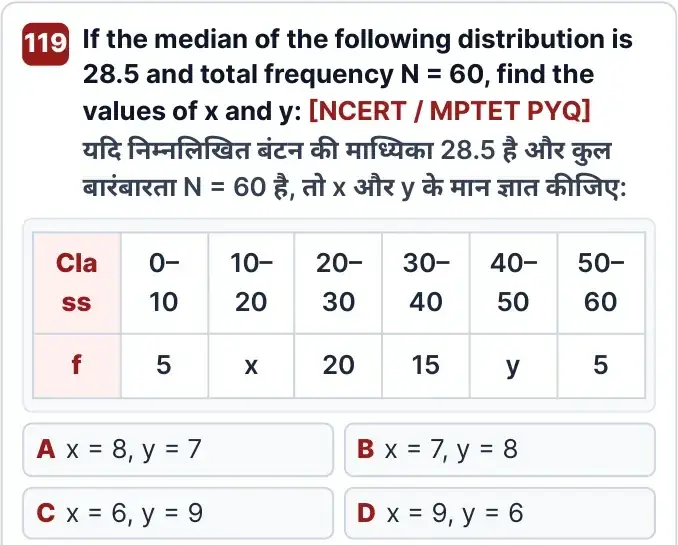 119 If the median of the following distribution is
28.5 and total frequency N = 60, find the
values of x and y: [NCERT / MPTET PYQ]
यदि निम्नलिखित बंटन की माध्यिका 28.5 है और कुल
बारंबारता N = 60 है, तो x और y के मान ज्ञात कीजिए:
Cla 0– 10– 20– 30– 40– 50–
ss 10 20 30 40 50 60
f 5 x 20 15 y 5
A x = 8, y = 7 B x = 7, y = 8
C x = 6, y = 9 D x = 9, y = 6